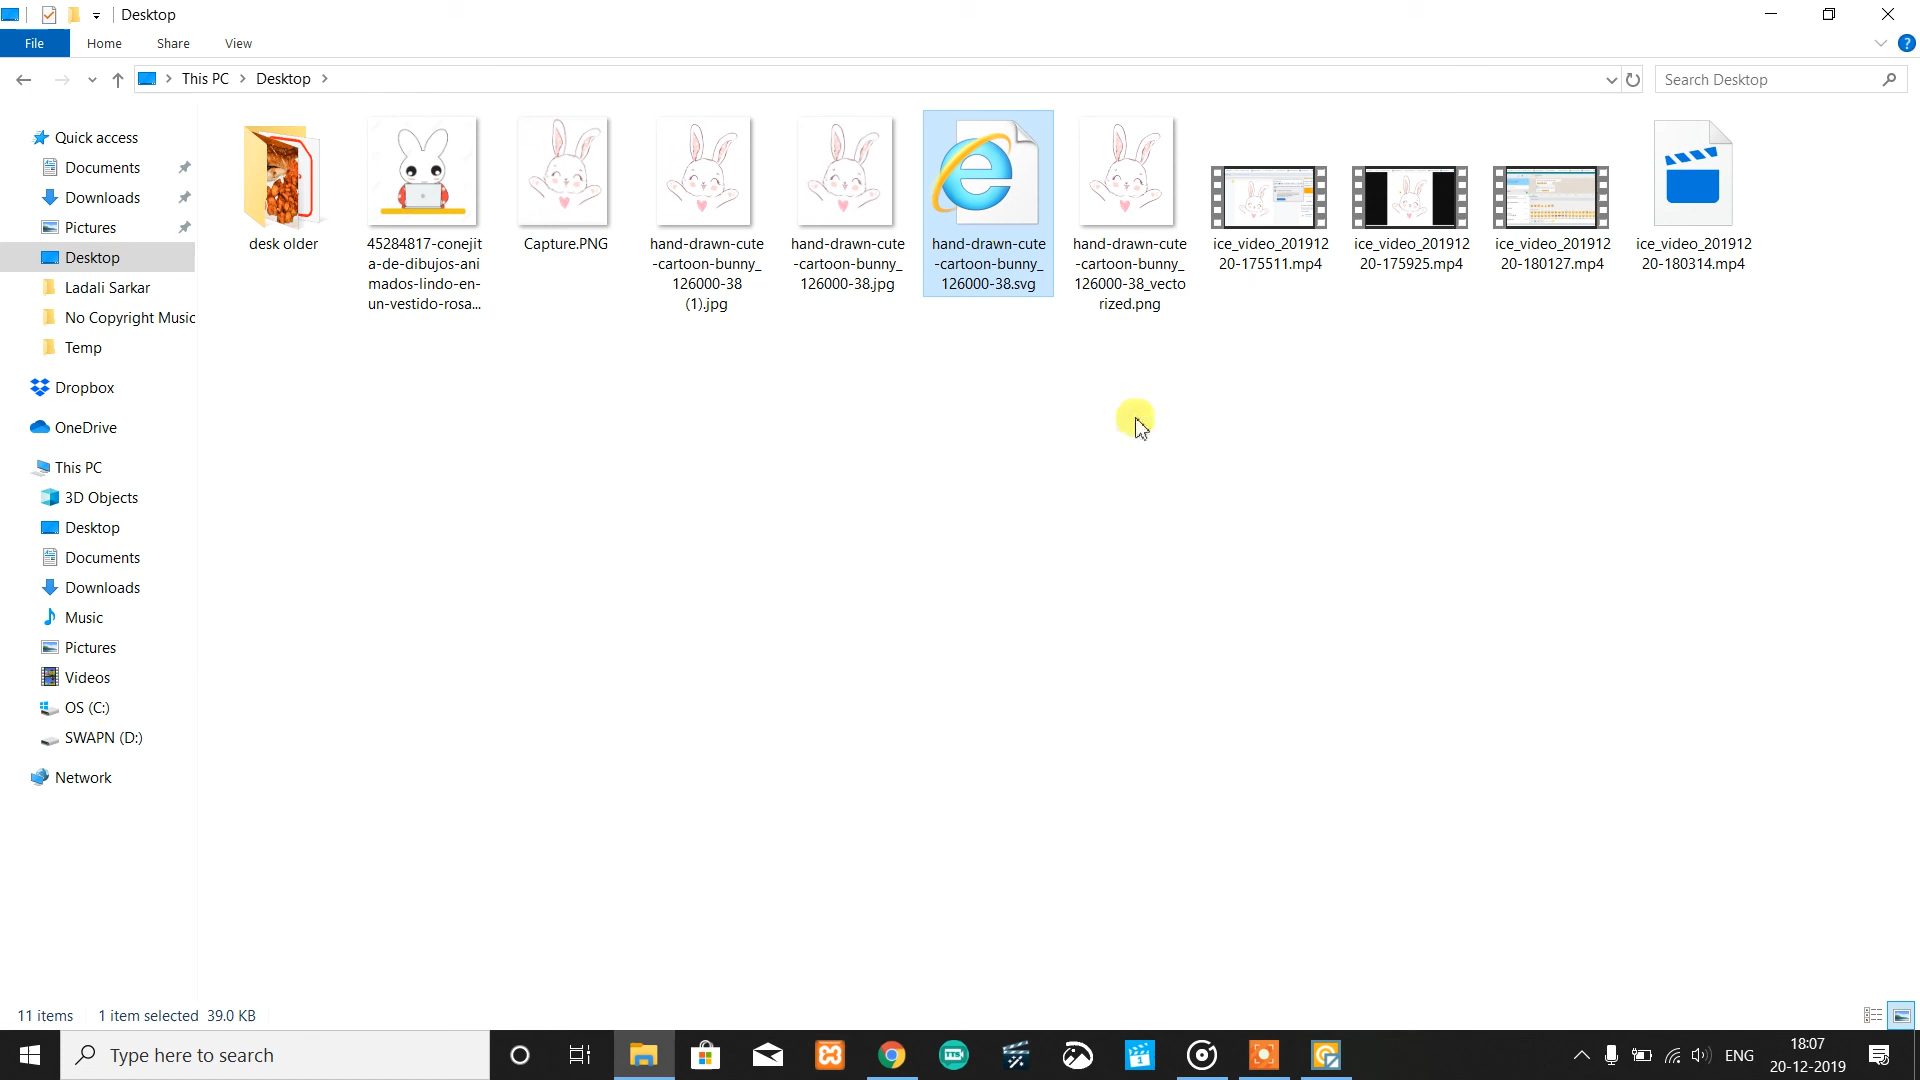 Desktop
File Home Share View
This PC Desktop
Search Desktop
Quick access
Documents
Downloads
Pictures
Desktop
Ladali Sarkar
No Copyright Music
Temp
Dropbox
OneDrive
This PC
3D Objects
Desktop
Documents
Downloads
Music
Pictures
Videos
OS (C:)
SWAPN (D:)
Network
desk older
45284817-conejit
a-de-dibujos-ani
mados-lindo-en-
un-vestido-rosa...
Capture.PNG
hand-drawn-cute
-cartoon-bunny_
126000-38
(1).jpg
hand-drawn-cute
-cartoon-bunny_
126000-38.jpg
hand-drawn-cute
-cartoon-bunny_
126000-38.svg
hand-drawn-cute
-cartoon-bunny_
126000-38_vecto
rized.png
ice_video_201912
20-175511.mp4
ice_video_201912
20-175925.mp4
ice_video_201912
20-180127.mp4
ice_video_201912
20-180314.mp4
11 items 1 item selected 39.0 KB
Type here to search
ENG
18:07
20-12-2019